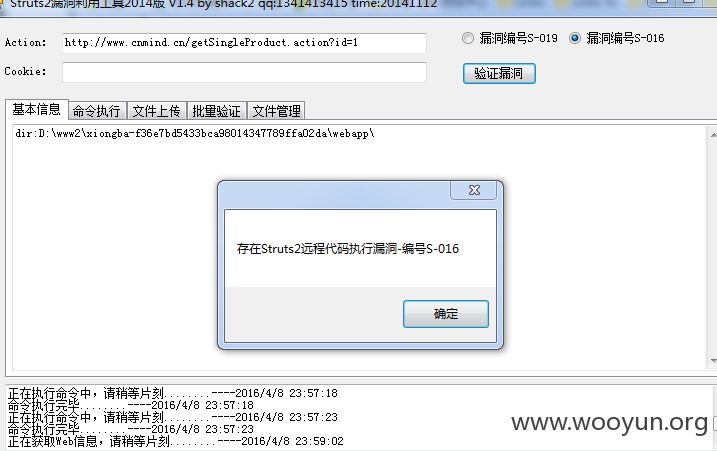 Struts2漏洞利用工具2014版 V1.4 by shack2 qq:1341413415 time:20141112
Action: http://www.cnmind.cn/getSingleProduct.action?id=1 漏洞编号S-019 漏洞编号S-016
Cookie: 验证漏洞
基本信息 命令执行 文件上传 批量验证 文件管理
dir:D:\www2\xiongba-f36e7bd5433bca98014347789ffa02da\webapp\
存在Struts2远程代码执行漏洞-编号S-016
确定
正在执行命令中，请稍等片刻........----2016/4/8 23:57:18
命令执行完毕........----2016/4/8 23:57:18
正在执行命令中，请稍等片刻........----2016/4/8 23:57:23
命令执行完毕........----2016/4/8 23:57:23
正在获取Web信息，请稍等片刻........----2016/4/8 23:59:02
www.wooyun.org